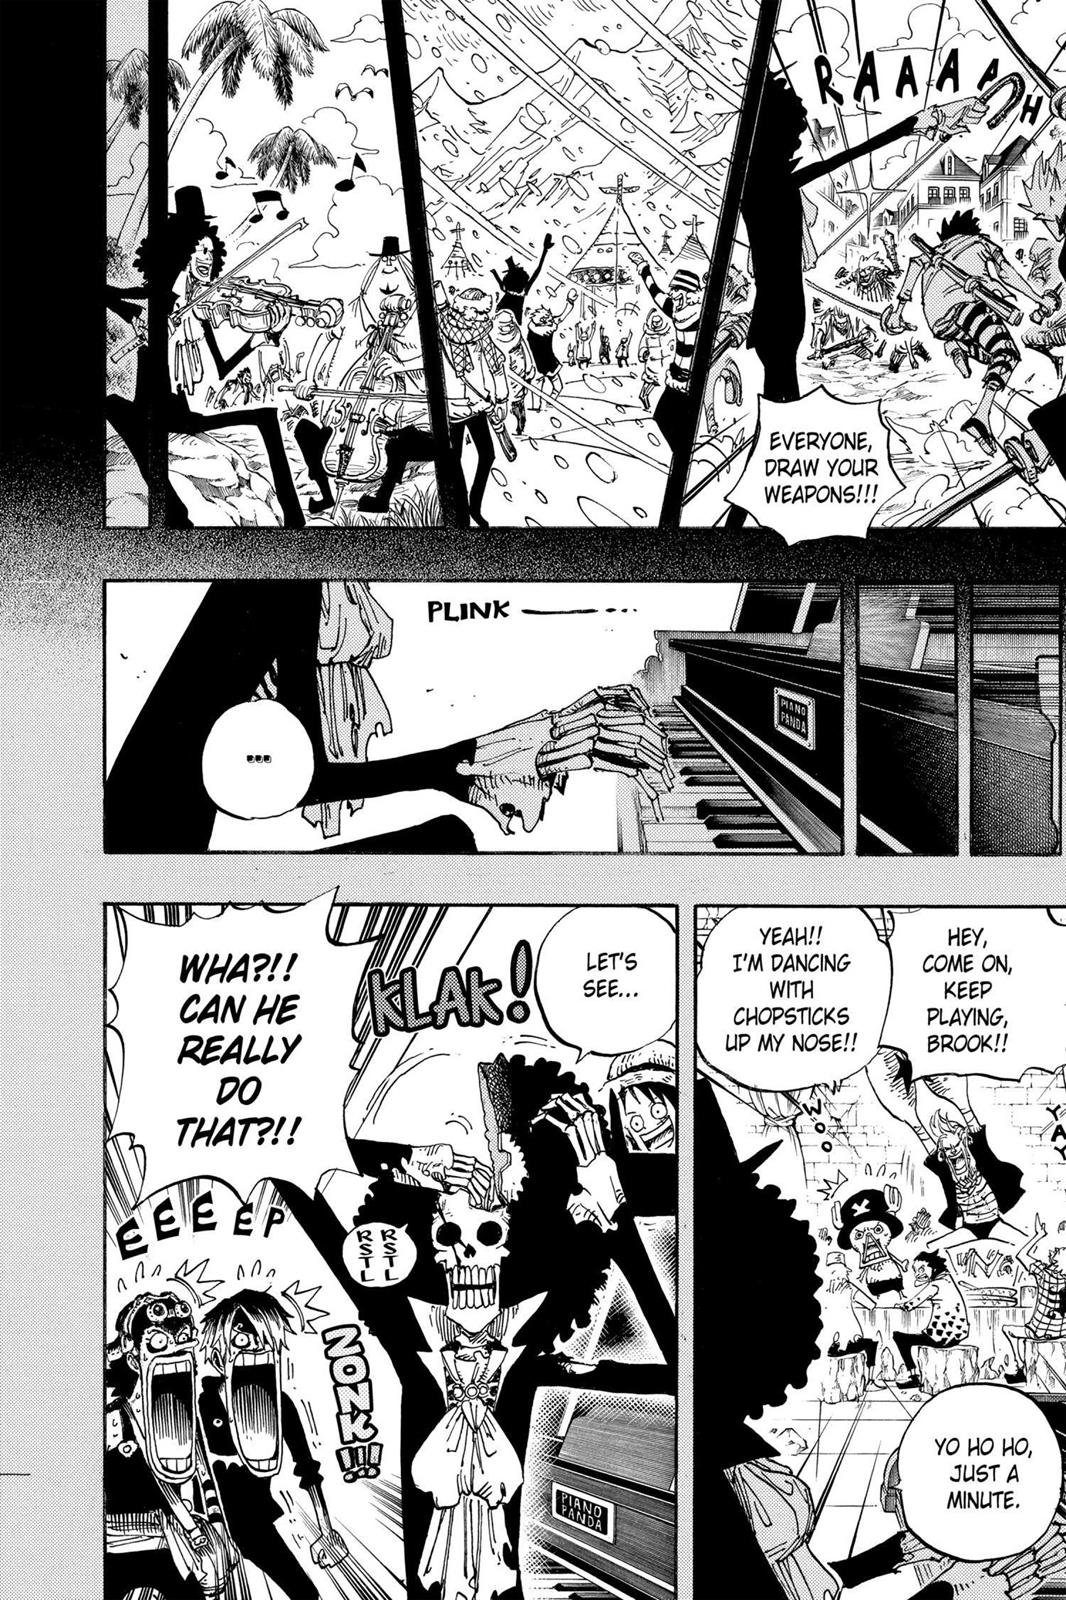 RAAAAAH
EVERYONE,
DRAW YOUR
WEAPONS!!!
PLINK
...
PIANO
PANDA
HEY,
COME ON,
KEEP
PLAYING,
BROOK!!
YEAH!!
I'M DANCING
WITH
CHOPSTICKS
UP MY NOSE!!
WOO
YAY
YO HO HO,
JUST A
MINUTE.
LET'S
SEE...
KLAK!
RSTL
RSTL
PIANO
PANDA
WHA?!!
CAN HE
REALLY
DO
THAT?!!
EEEEEP
ZONK!!!